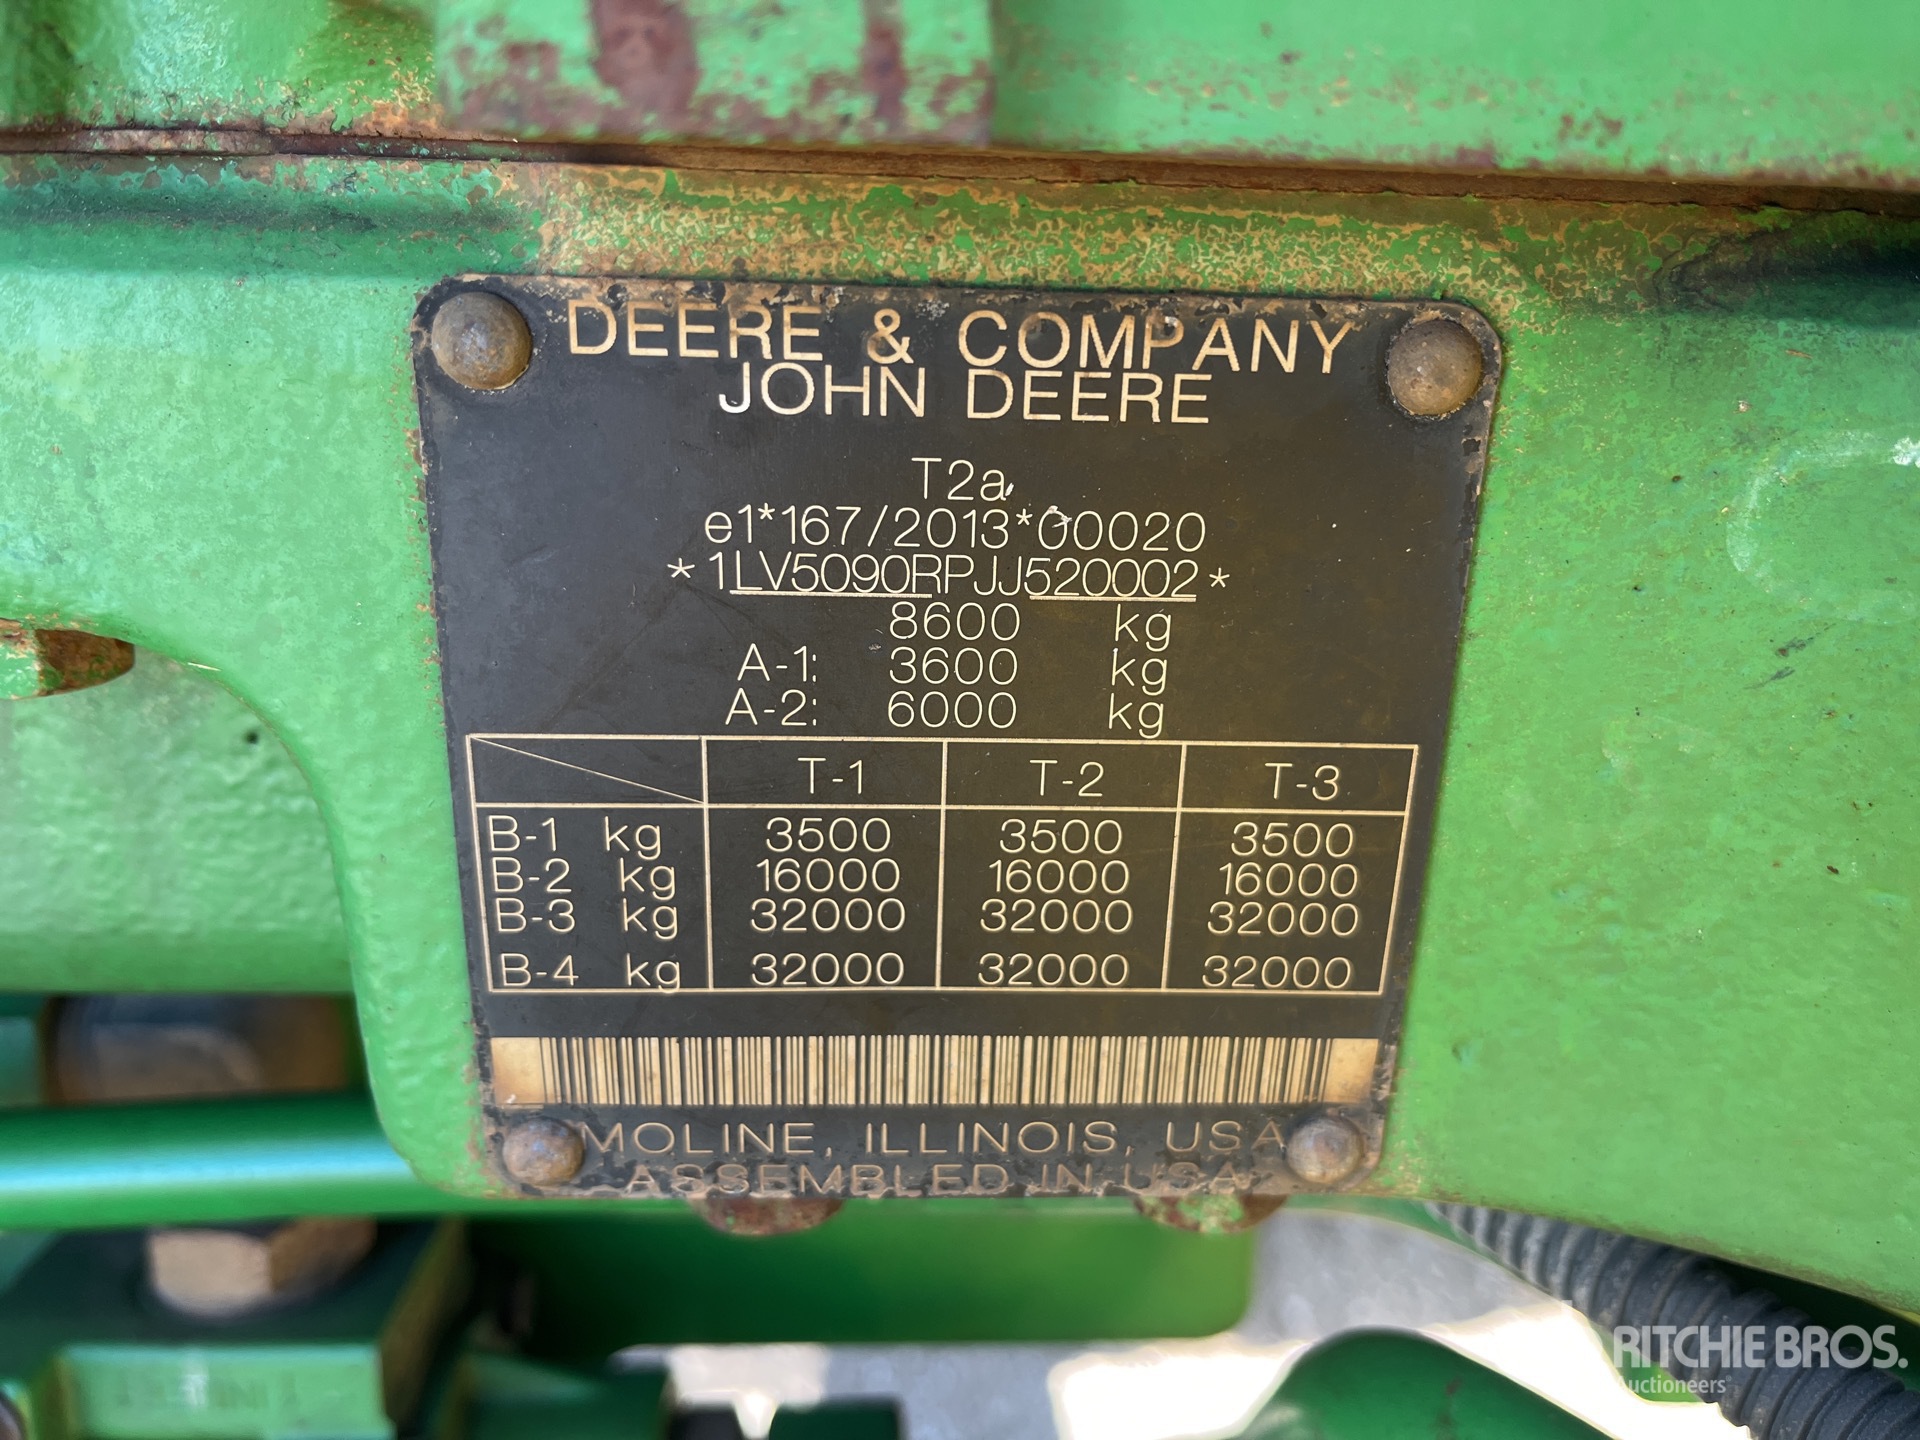 DEERE & COMPANY
JOHN DEERE
T2a
e1*167/2013*00020
*1LV5090RPJJ520002*
8600 kg
A-1: 3600 kg
A-2: 6000 kg
T-1 T-2 T-3
B-1 kg 3500 3500 3500
B-2 kg 16000 16000 16000
B-3 kg 32000 32000 32000
B-4 kg 32000 32000 32000
MOLINE, ILLINOIS, USA
ASSEMBLED IN USA
RITCHIE BROS.
Auctioneers